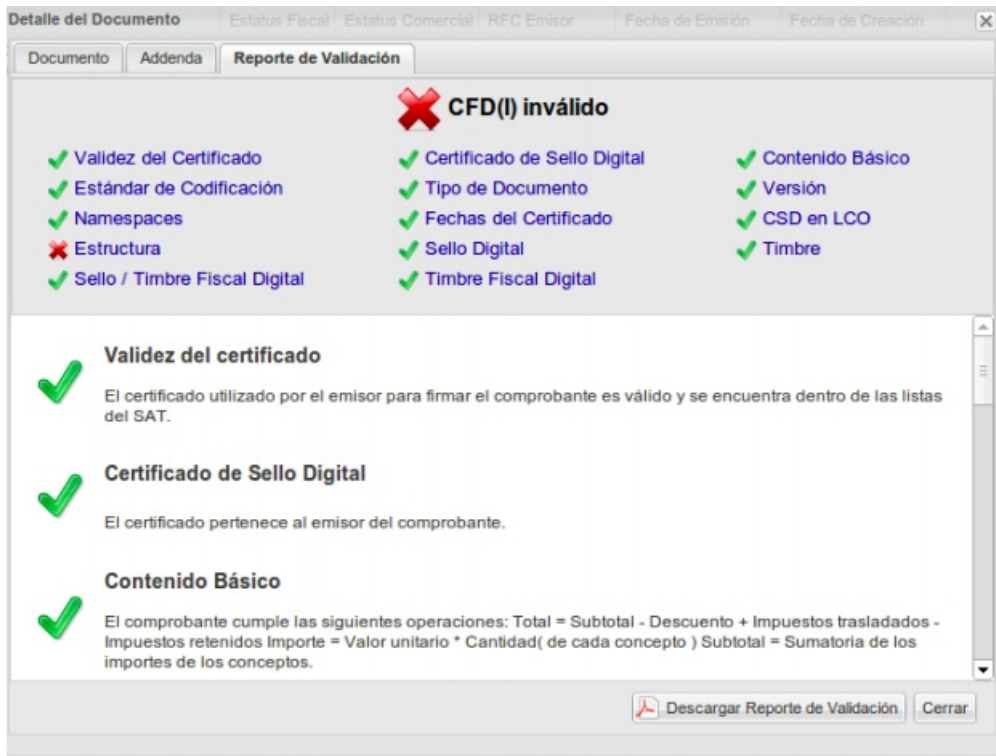 Detalle del Documento Estatus Fiscal Estatus Comercial RFC Emisor Fecha de Emisión Fecha de Creación
Documento Addenda Reporte de Validación
CFD(I) inválido
Validez del Certificado Certificado de Sello Digital Contenido Básico
Estándar de Codificación Tipo de Documento Versión
Namespaces Fechas del Certificado CSD en LCO
Estructura Sello Digital Timbre
Sello / Timbre Fiscal Digital Timbre Fiscal Digital
Validez del certificado
El certificado utilizado por el emisor para firmar el comprobante es válido y se encuentra dentro de las listas
del SAT.
Certificado de Sello Digital
El certificado pertenece al emisor del comprobante.
Contenido Básico
El comprobante cumple las siguientes operaciones: Total = Subtotal - Descuento + Impuestos trasladados -
Impuestos retenidos Importe = Valor unitario * Cantidad( de cada concepto ) Subtotal = Sumatoria de los
importes de los conceptos.
Descargar Reporte de Validación Cerrar